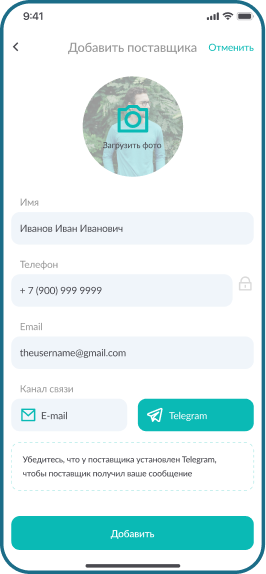 9:41
Добавить поставщика
Отменить
Загрузить фото
Имя
Иванов Иван Иванович
Телефон
+ 7 (900) 999 9999
Email
theusername@gmail.com
Канал связи
E-mail
Telegram
Убедитесь, что у поставщика установлен Telegram,
чтобы поставщик получил ваше сообщение
Добавить